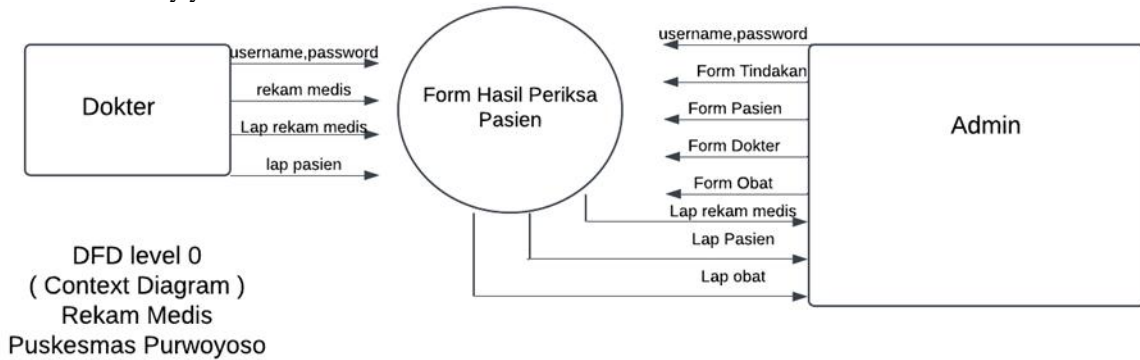 Dokter
username,password
rekam medis
Lap rekam medis
lap pasien
Form Hasil Periksa
Pasien
username,password
Form Tindakan
Form Pasien
Form Dokter
Form Obat
Lap rekam medis
Lap Pasien
Lap obat
Admin
DFD level 0
( Context Diagram )
Rekam Medis
Puskesmas Purwoyoso